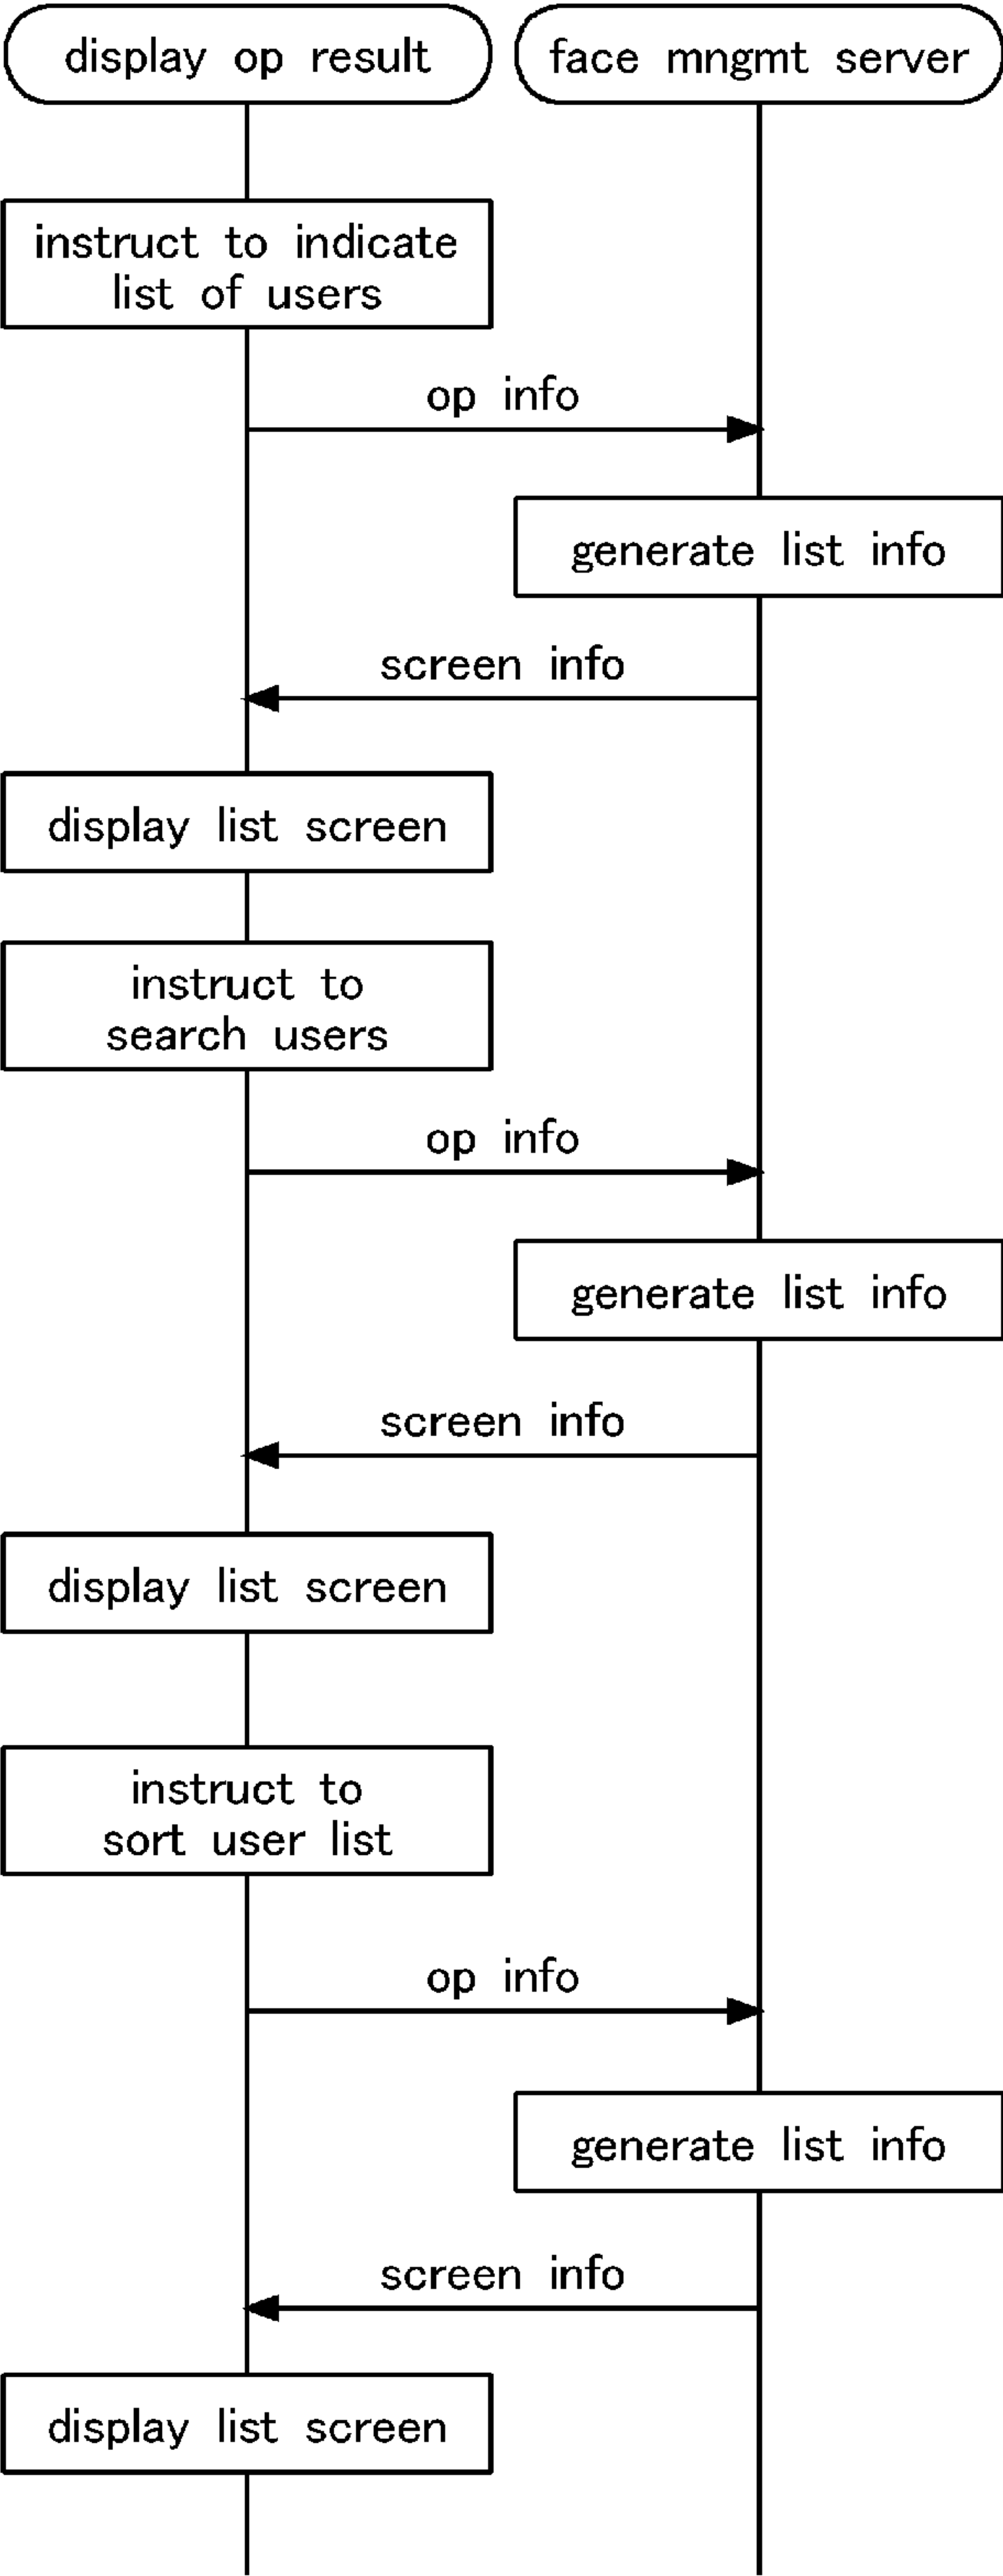 display op result
face mngmt server
instruct to indicate
list of users
op info
generate list info
screen info
display list screen
instruct to
search users
op info
generate list info
screen info
display list screen
instruct to
sort user list
op info
generate list info
screen info
display list screen